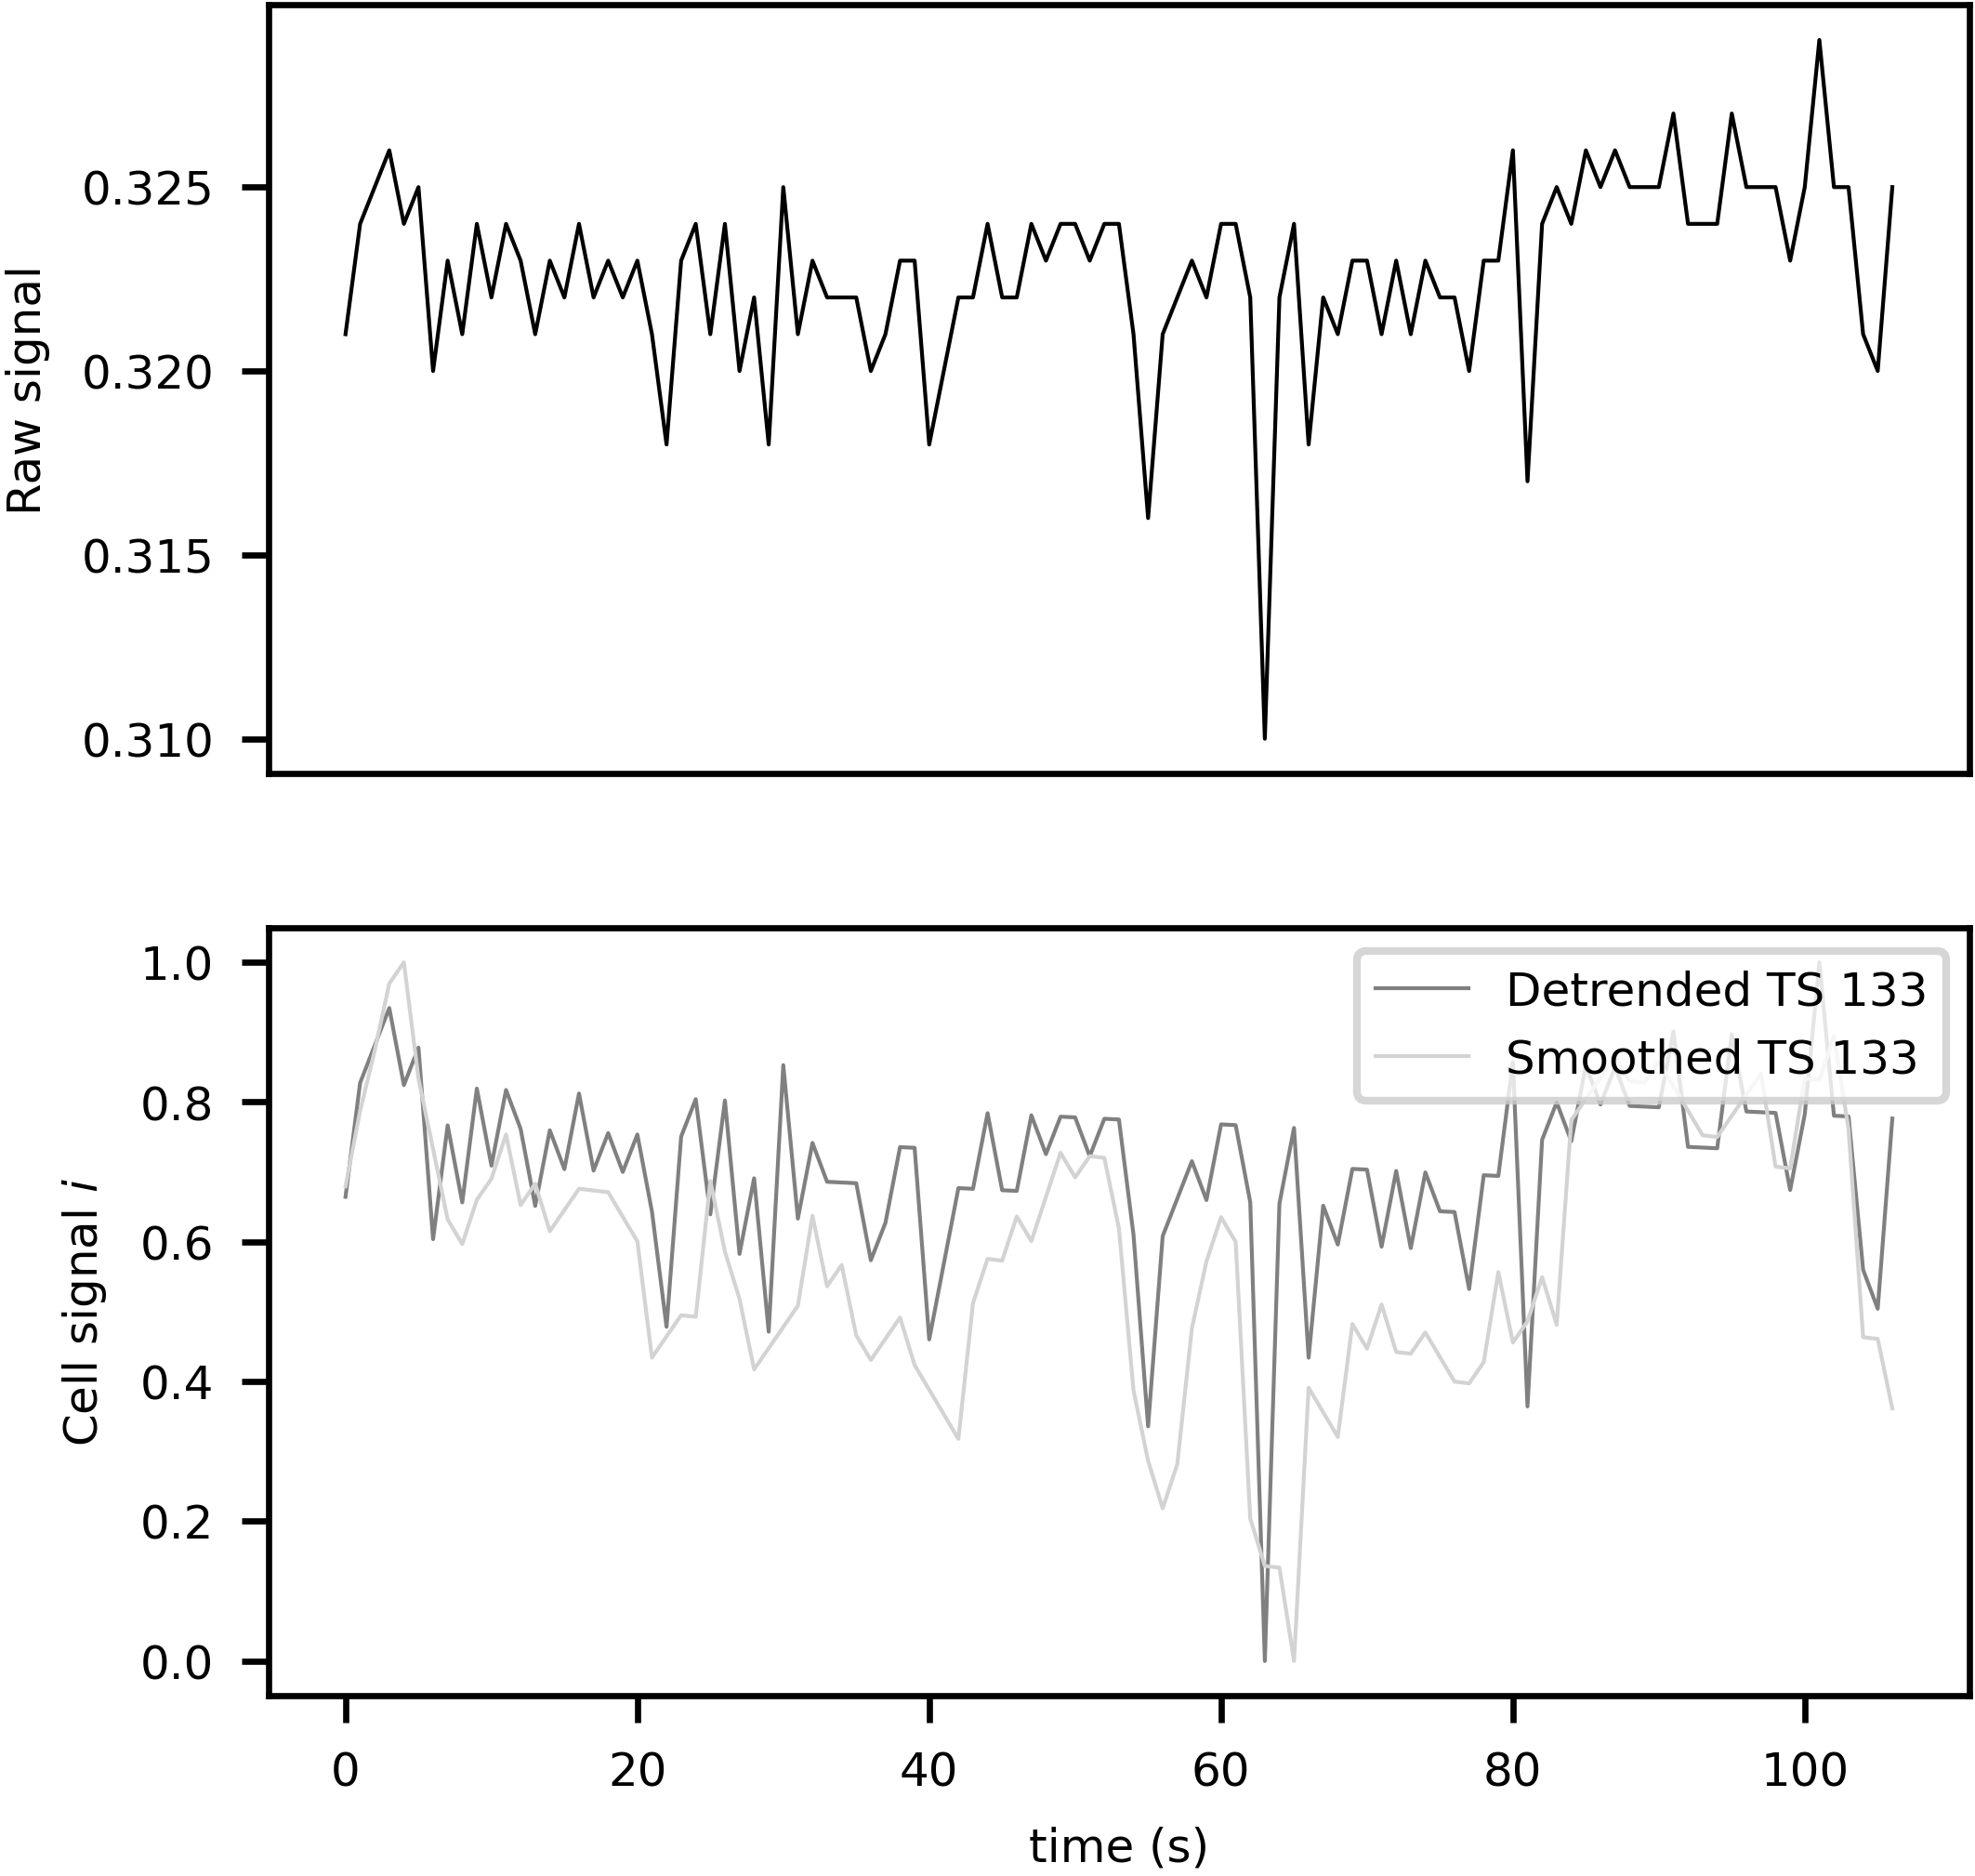 Raw signal
0.325
0.320
0.315
0.310
Cell signal i
1.0
0.8
0.6
0.4
0.2
0.0
Detrended TS 133
Smoothed TS 133
0 20 40 60 80 100
time (s)